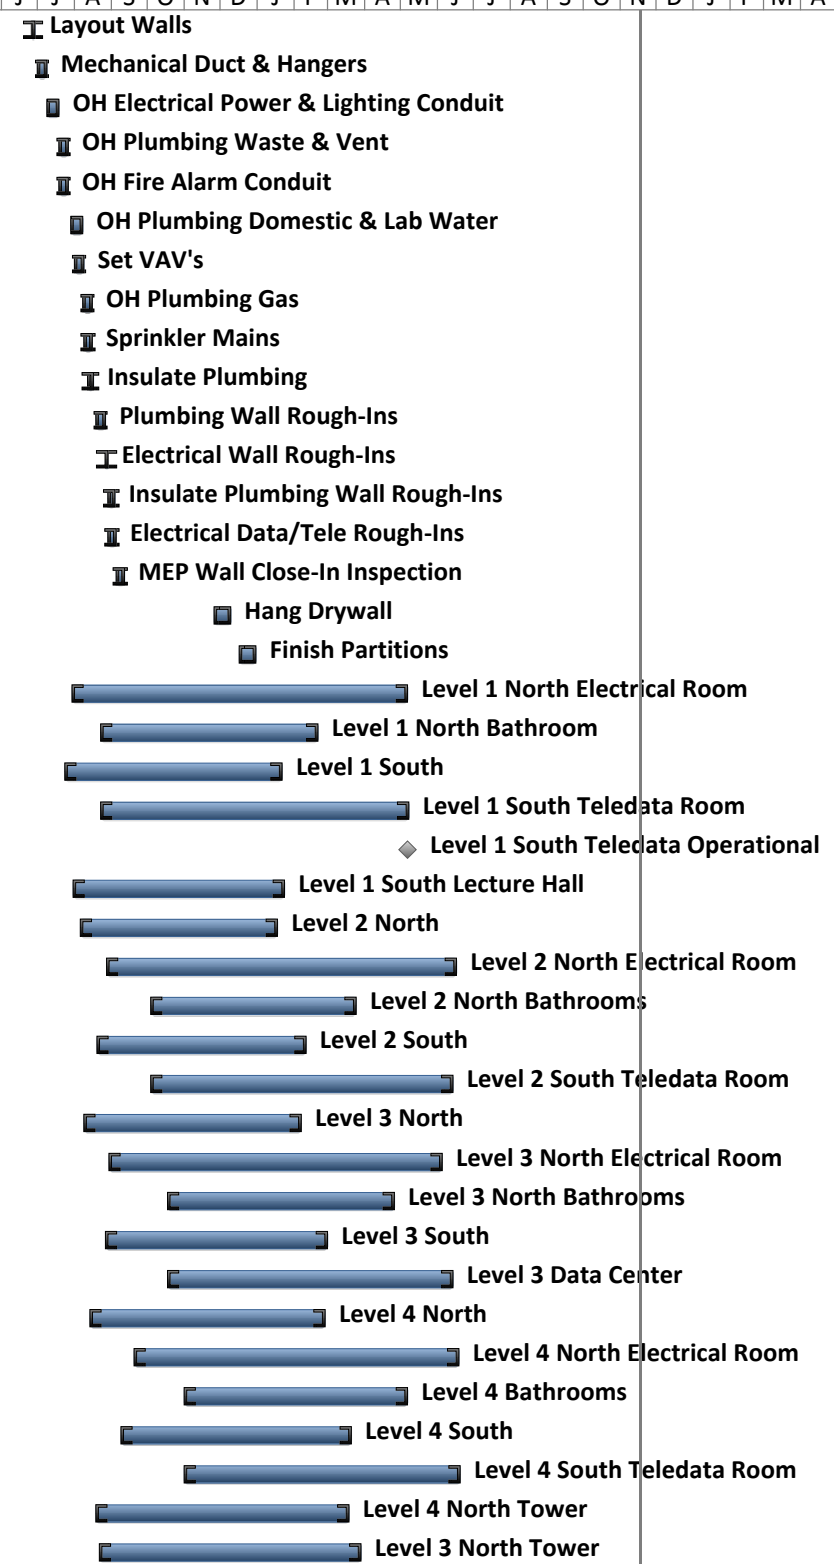 J J A S O N D J F M A M J J A S O N D J F M A
Layout Walls
Mechanical Duct & Hangers
OH Electrical Power & Lighting Conduit
OH Plumbing Waste & Vent
OH Fire Alarm Conduit
OH Plumbing Domestic & Lab Water
Set VAV's
OH Plumbing Gas
Sprinkler Mains
Insulate Plumbing
Plumbing Wall Rough-Ins
Electrical Wall Rough-Ins
Insulate Plumbing Wall Rough-Ins
Electrical Data/Tele Rough-Ins
MEP Wall Close-In Inspection
Hang Drywall
Finish Partitions
Level 1 North Electrical Room
Level 1 North Bathroom
Level 1 South
Level 1 South Teledata Room
Level 1 South Teledata Operational
Level 1 South Lecture Hall
Level 2 North
Level 2 North Electrical Room
Level 2 North Bathrooms
Level 2 South
Level 2 South Teledata Room
Level 3 North
Level 3 North Electrical Room
Level 3 North Bathrooms
Level 3 South
Level 3 Data Center
Level 4 North
Level 4 North Electrical Room
Level 4 Bathrooms
Level 4 South
Level 4 South Teledata Room
Level 4 North Tower
Level 3 North Tower